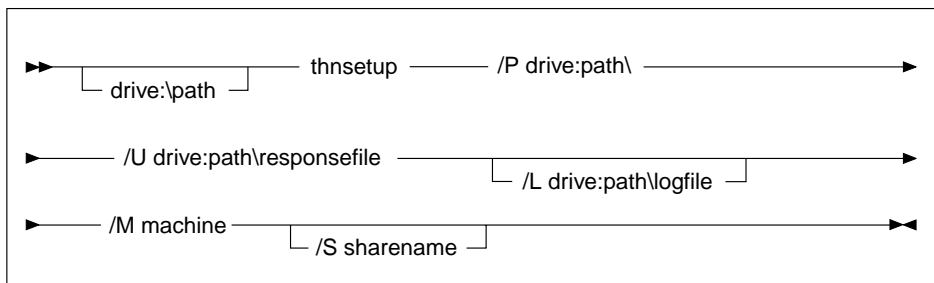 thnsetup /P drive:path\
drive:\path
/U drive:path\responsefile
/L drive:path\logfile
/M machine
/S sharename